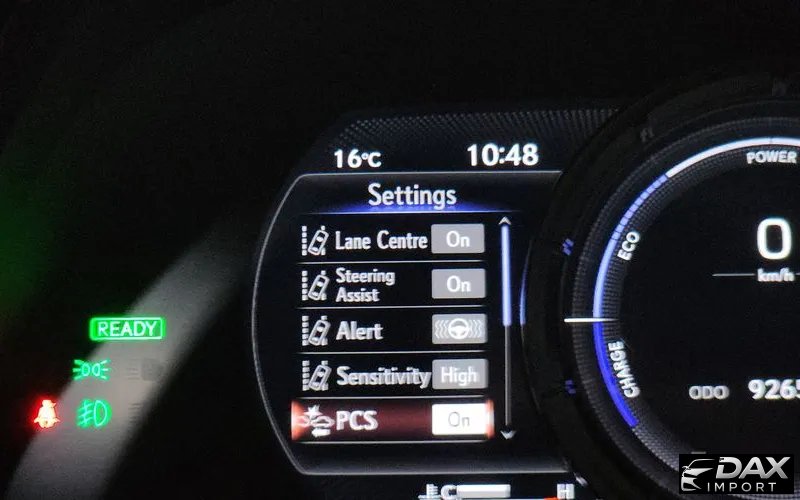 16°C
10:48
Settings
Lane Centre On
Steering
Assist
On
Alert
Sensitivity High
PCS On
READY
POWER
ECO
CHARGE
0
km/h
ODO 9265
C H
DAX
IMPORT